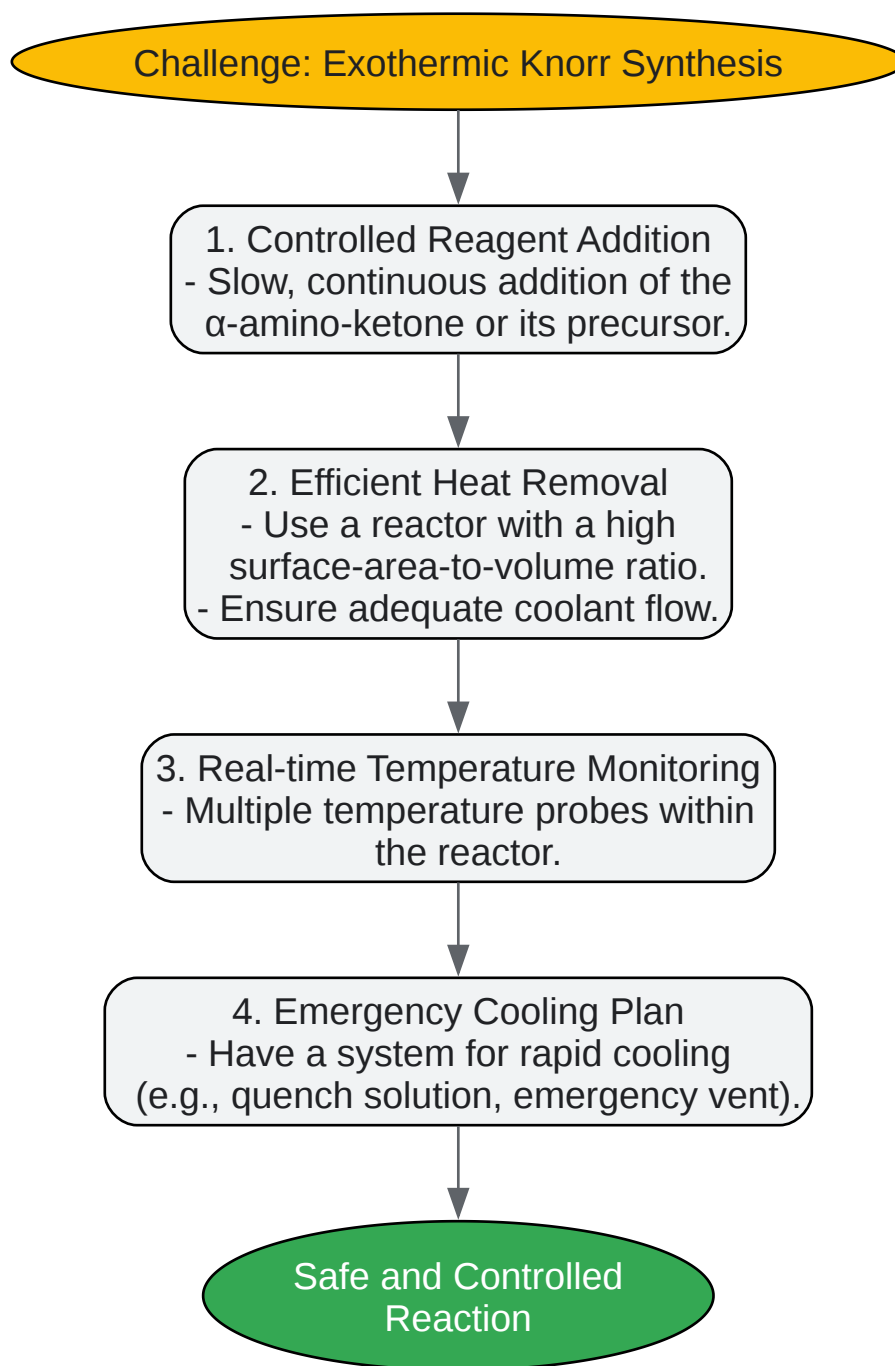 Challenge: Exothermic Knorr Synthesis
1. Controlled Reagent Addition
- Slow, continuous addition of the
α-amino-ketone or its precursor.
2. Efficient Heat Removal
- Use a reactor with a high
surface-area-to-volume ratio.
- Ensure adequate coolant flow.
3. Real-time Temperature Monitoring
- Multiple temperature probes within
the reactor.
4. Emergency Cooling Plan
- Have a system for rapid cooling
(e.g., quench solution, emergency vent).
Safe and Controlled
Reaction